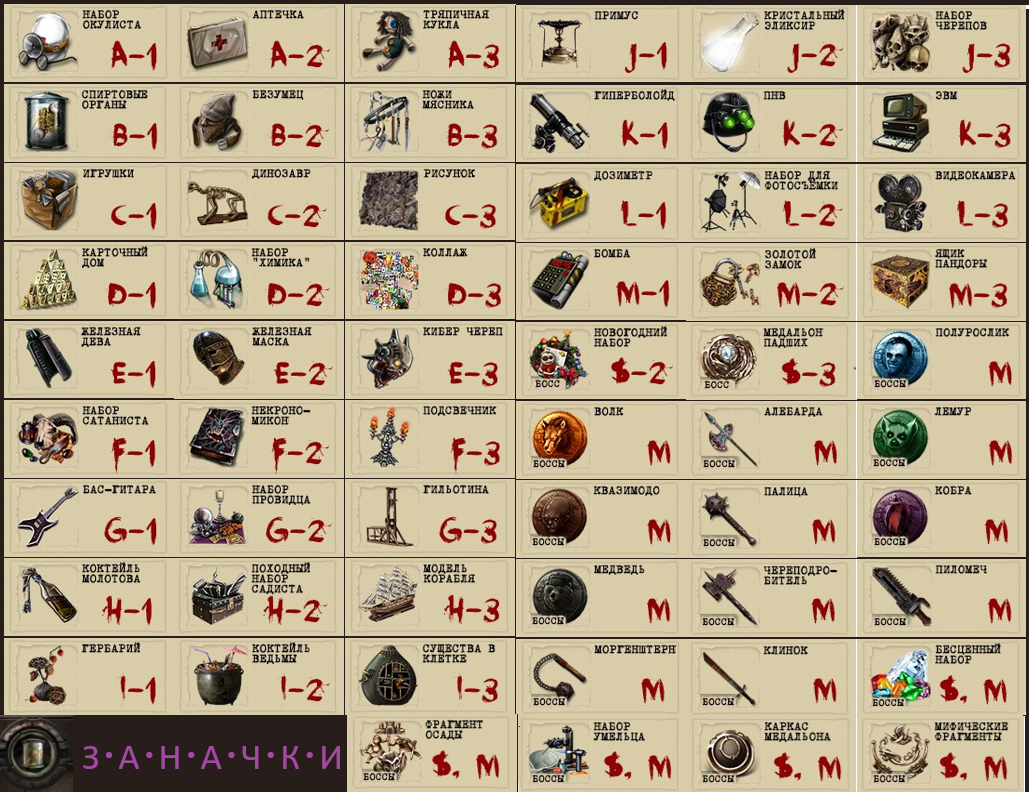 НАБОР
ОКУЛИСТА
A-1
АПТЕЧКА
A-2
ТРЯПИЧНАЯ
КУКЛА
A-3
ПРИМУС
J-1
КРИСТАЛЬНЫЙ
ЭЛИКСИР
J-2
НАБОР
ЧЕРЕПОВ
J-3
СПИРТОВЫЕ
ОРГАНЫ
B-1
БЕЗУМЕЦ
B-2
НОЖИ
МЯСНИКА
B-3
ГИПЕРБОЛОЙД
K-1
ПНВ
K-2
ЭВМ
K-3
ИГРУШКИ
C-1
ДИНОЗАВР
C-2
РИСУНОК
C-3
ДОЗИМЕТР
L-1
НАБОР ДЛЯ
ФОТОСЪЁМКИ
L-2
ВИДЕОКАМЕРА
L-3
КАРТОЧНЫЙ
ДОМ
D-1
НАБОР
"ХИМИКА"
D-2
КОЛЛАЖ
D-3
БОМБА
M-1
ЗОЛОТОЙ
ЗАМОК
M-2
ЯЩИК
ПАНДОРЫ
M-3
ЖЕЛЕЗНАЯ
ДЕВА
E-1
ЖЕЛЕЗНАЯ
МАСКА
E-2
КИБЕР ЧЕРЕП
E-3
НОВОГОДНИЙ
НАБОР
БОСС
$-2
МЕДАЛЬОН
ПАДШИХ
БОСС
$-3
ПОЛУРОСЛИК
БОССЫ
M
НАБОР
САТАНИСТА
F-1
НЕКРОНО-
МИКОН
F-2
ПОДСВЕЧНИК
F-3
ВОЛК
БОССЫ
M
АЛЕБАРДА
БОССЫ
M
ЛЕМУР
БОССЫ
M
БАС-ГИТАРА
G-1
НАБОР
ПРОВИДЦА
G-2
ГИЛЬОТИНА
G-3
КВАЗИМОДО
БОССЫ
M
ПАЛИЦА
БОССЫ
M
КОБРА
БОССЫ
M
КОКТЕЙЛЬ
МОЛОТОВА
H-1
ПОХОДНЫЙ
НАБОР
САДИСТА
H-2
МОДЕЛЬ
КОРАБЛЯ
H-3
МЕДВЕДЬ
БОССЫ
M
ЧЕРЕПОДРО-
БИТЕЛЬ
БОССЫ
M
ПИЛОМЕЧ
БОССЫ
M
ГЕРБАРИЙ
I-1
КОКТЕЙЛЬ
ВЕДЬМЫ
I-2
СУЩЕСТВА В
КЛЕТКЕ
I-3
МОРГЕНШТЕРН
БОССЫ
M
КЛИНОК
БОССЫ
M
БЕСЦЕННЫЙ
НАБОР
БОССЫ
$, M
З·А·Н·А·Ч·К·И
ФРАГМЕНТ
ОСАДЫ
БОССЫ
$, M
НАБОР
УМЕЛЬЦА
БОССЫ
$, M
КАРКАС
МЕДАЛЬОНА
БОССЫ
$, M
МИФИЧЕСКИЕ
ФРАГМЕНТЫ
БОССЫ
$, M